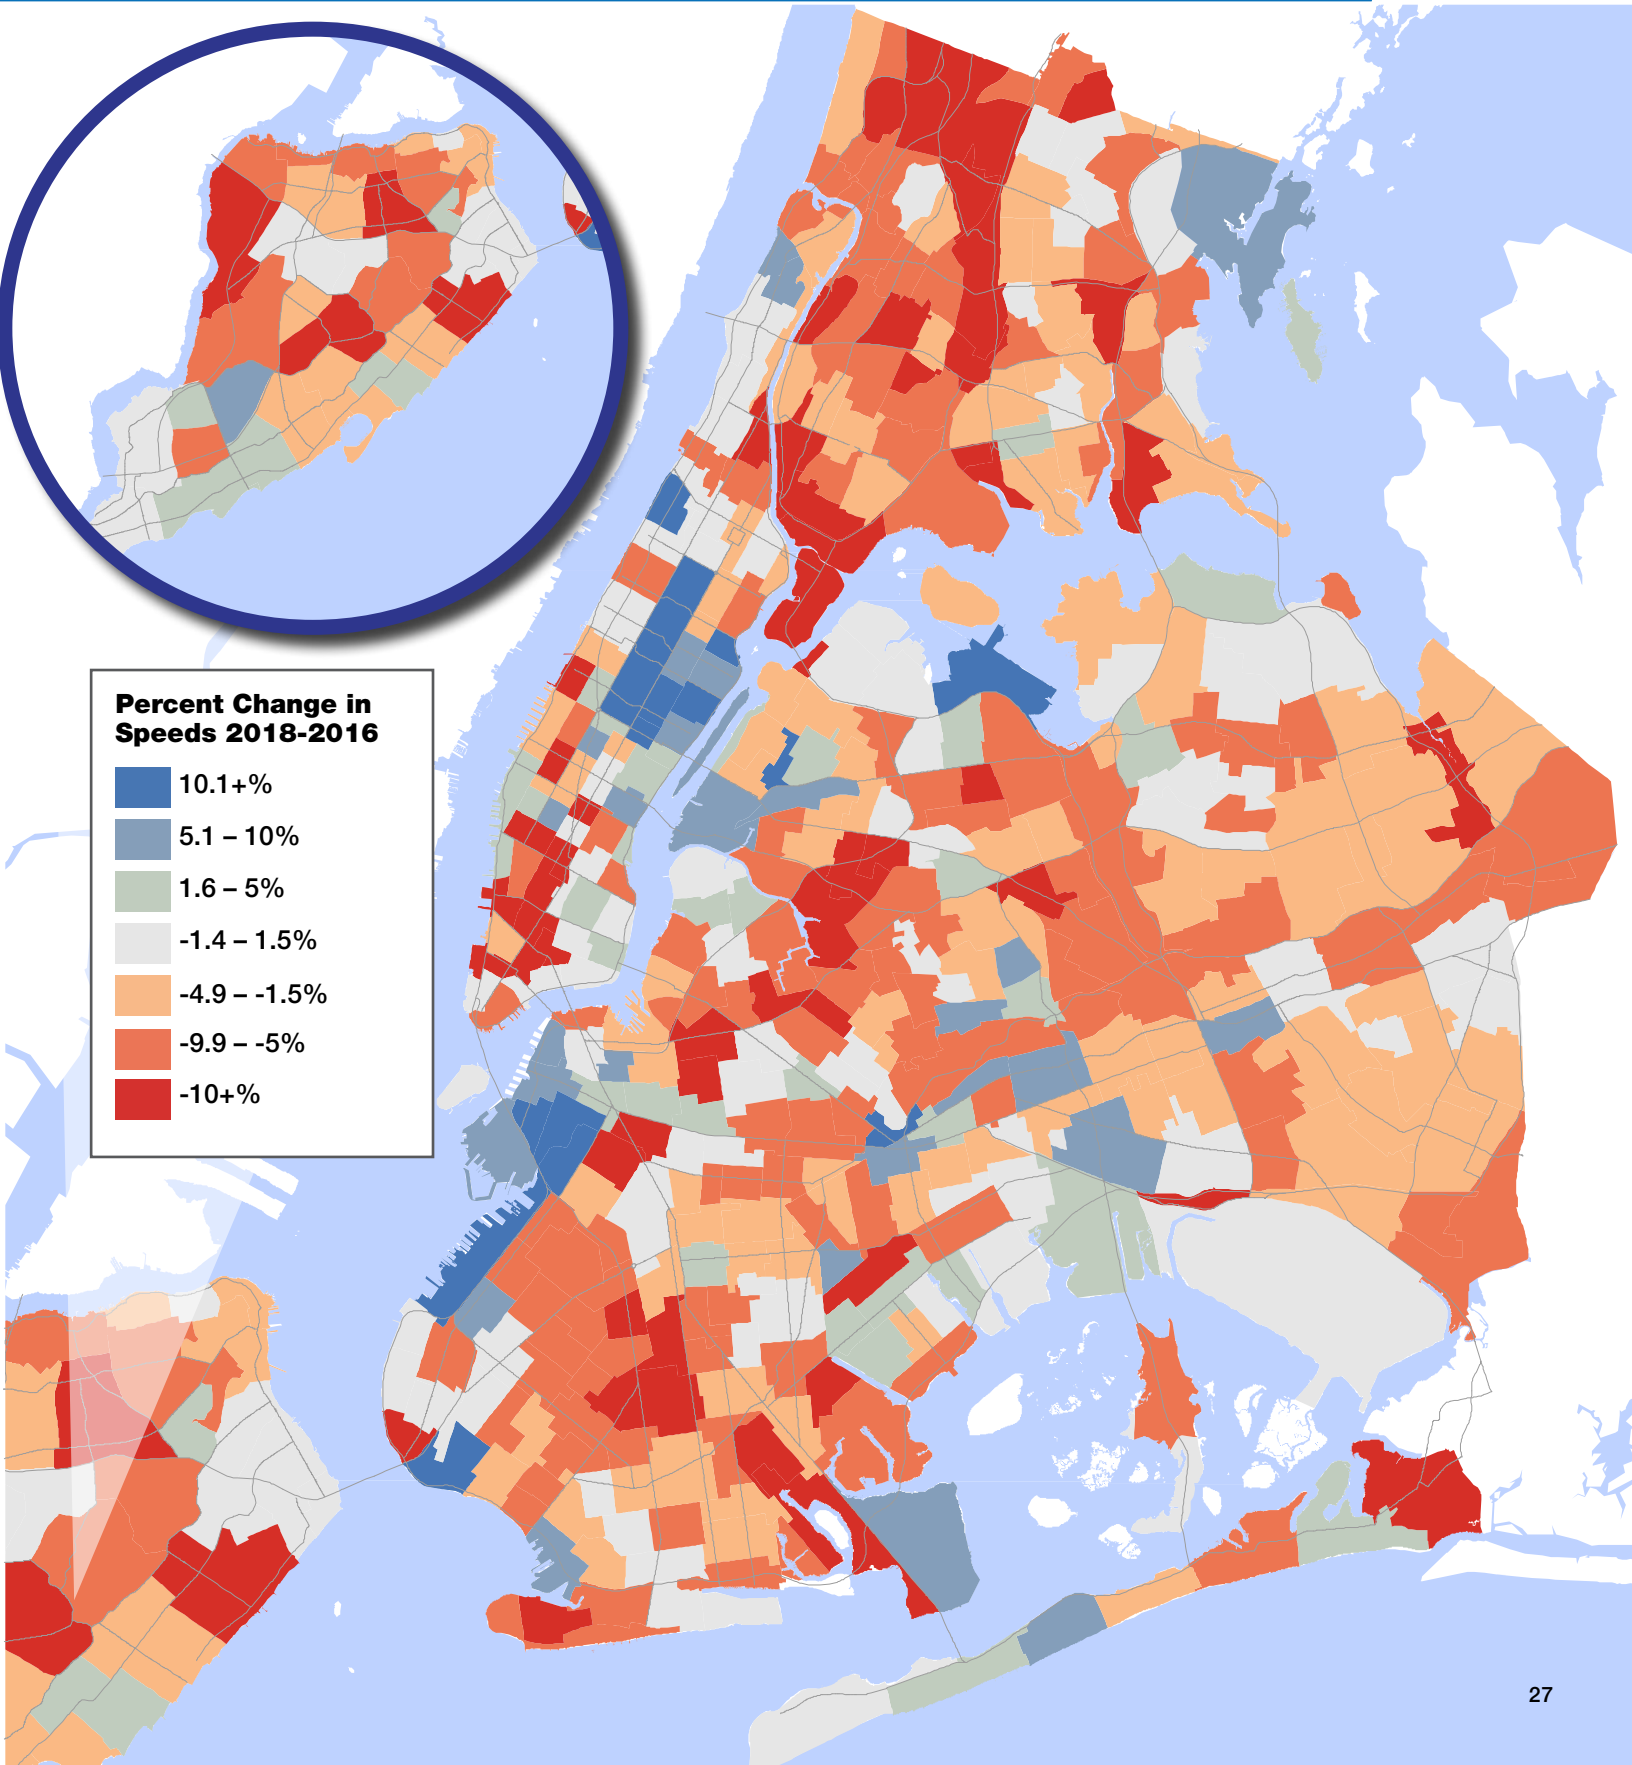 Percent Change in
Speeds 2018-2016
10.1+%
5.1 – 10%
1.6 – 5%
-1.4 – 1.5%
-4.9 – -1.5%
-9.9 – -5%
-10+%
27